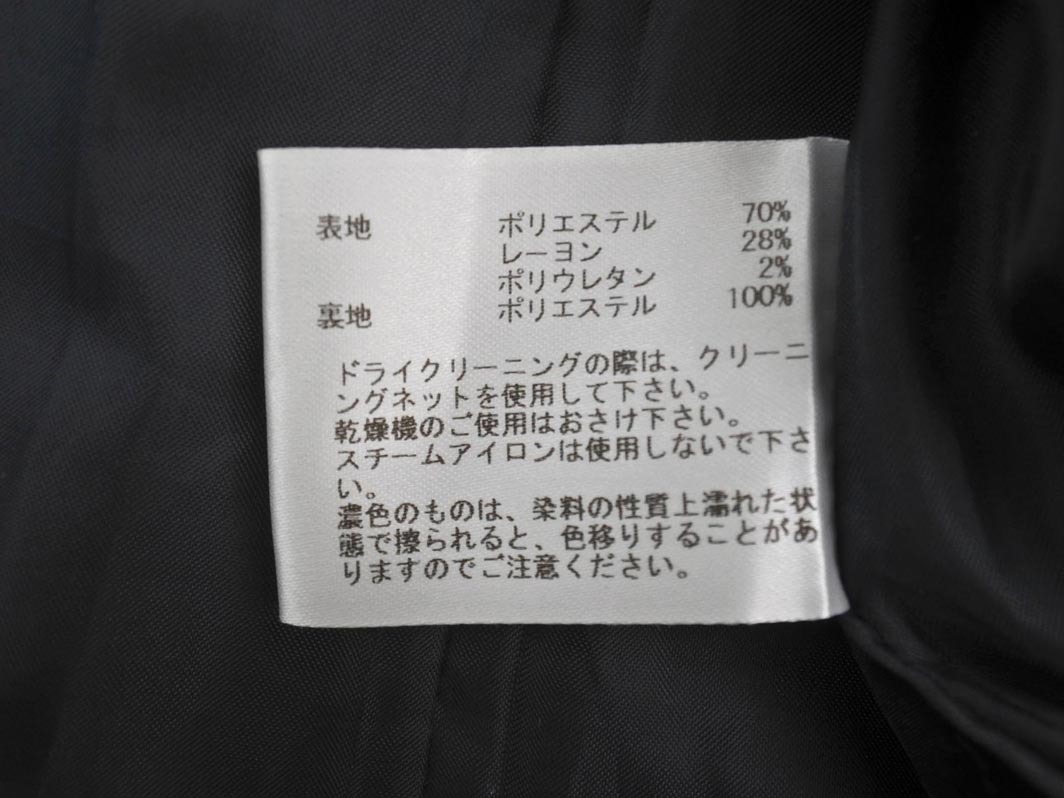 表地 ポリエステル 70%
レーヨン 28%
ポリウレタン 2%
裏地 ポリエステル 100%
ドライクリーニングの際は、クリーニ
ングネットを使用して下さい。
乾燥機のご使用はおさけ下さい。
スチームアイロンは使用しないで下さ
い。
濃色のものは、染料の性質上濡れた状
態で擦られると、色移りすることがあ
りますのでご注意ください。